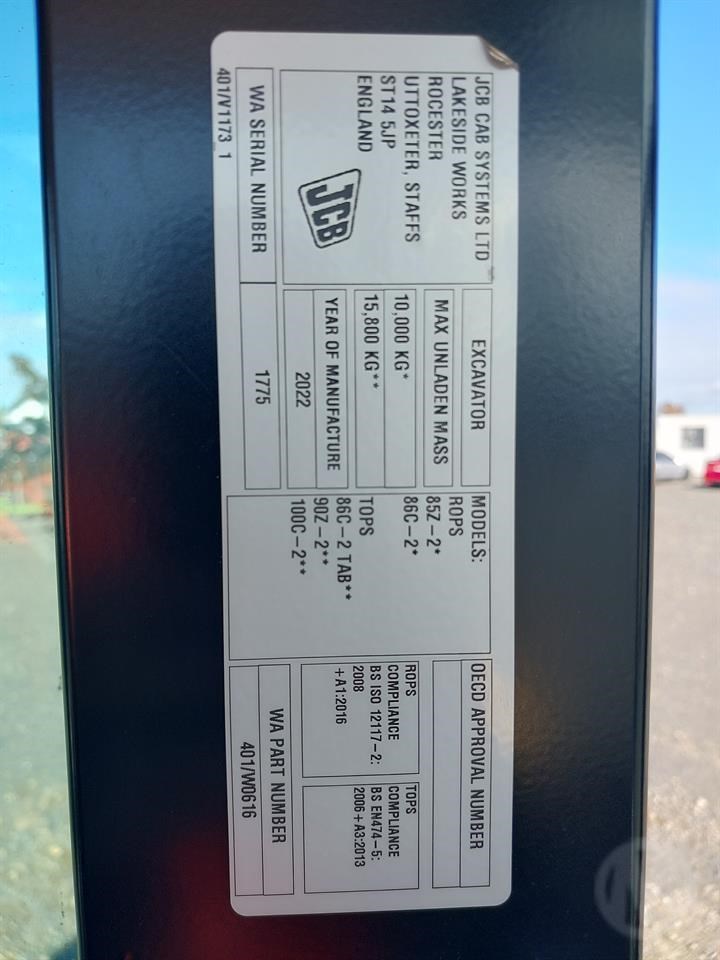 JCB CAB SYSTEMS LTD
LAKESIDE WORKS
ROCESTER
UTTOXETER, STAFFS
ST14 5JP
ENGLAND
JCB
WA SERIAL NUMBER
401/V1173_1
EXCAVATOR
MAX UNLADEN MASS
10,000 KG*
15,800 KG**
YEAR OF MANUFACTURE
2022
1775
MODELS:
ROPS
85Z-2*
86C-2*
TOPS
86C-2 TAB**
90Z-2**
100C-2**
OECD APPROVAL NUMBER
ROPS
COMPLIANCE
BS ISO 12117-2:
2008
+A1:2016
TOPS
COMPLIANCE
BS EN474-5:
2006+A3:2013
WA PART NUMBER
401/W0616